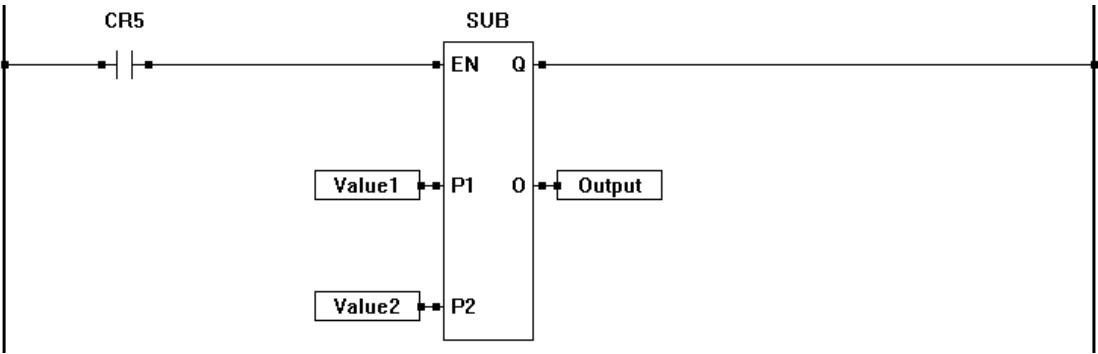 CR5
SUB
EN Q
Value1 P1 O Output
Value2 P2